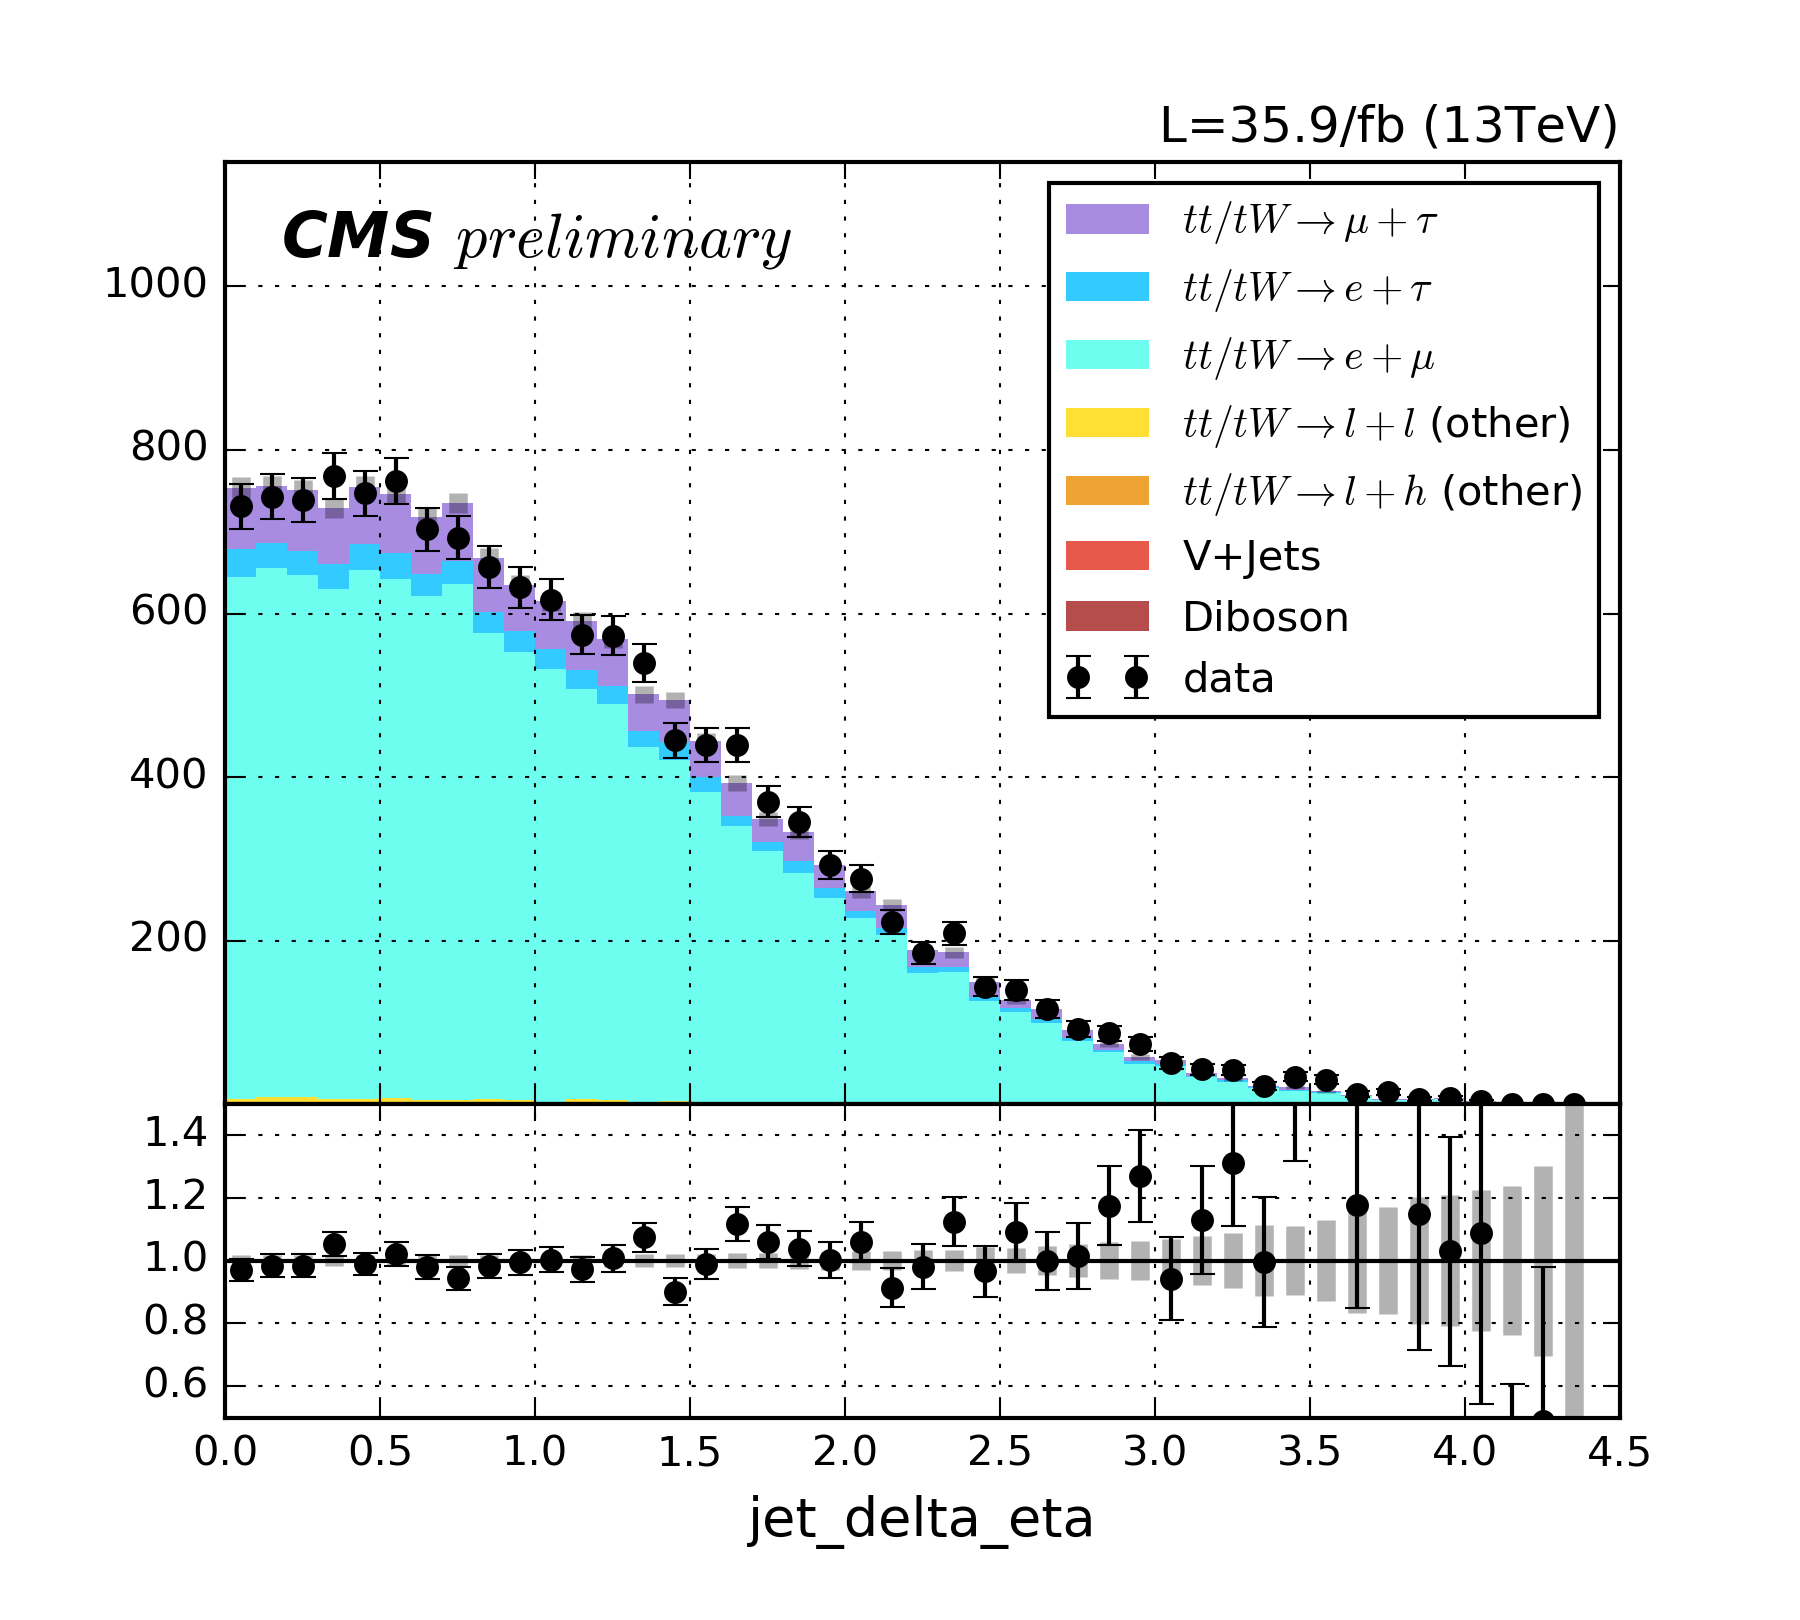 L=35.9/fb (13TeV)
CMS preliminary
tt/tW→μ+τ
tt/tW→e+τ
tt/tW→e+μ
tt/tW→l+l (other)
tt/tW→l+h (other)
V+Jets
Diboson
data
1000
800
600
400
200
1.4
1.2
1.0
0.8
0.6
0.0 0.5 1.0 1.5 2.0 2.5 3.0 3.5 4.0 4.5
jet_delta_eta